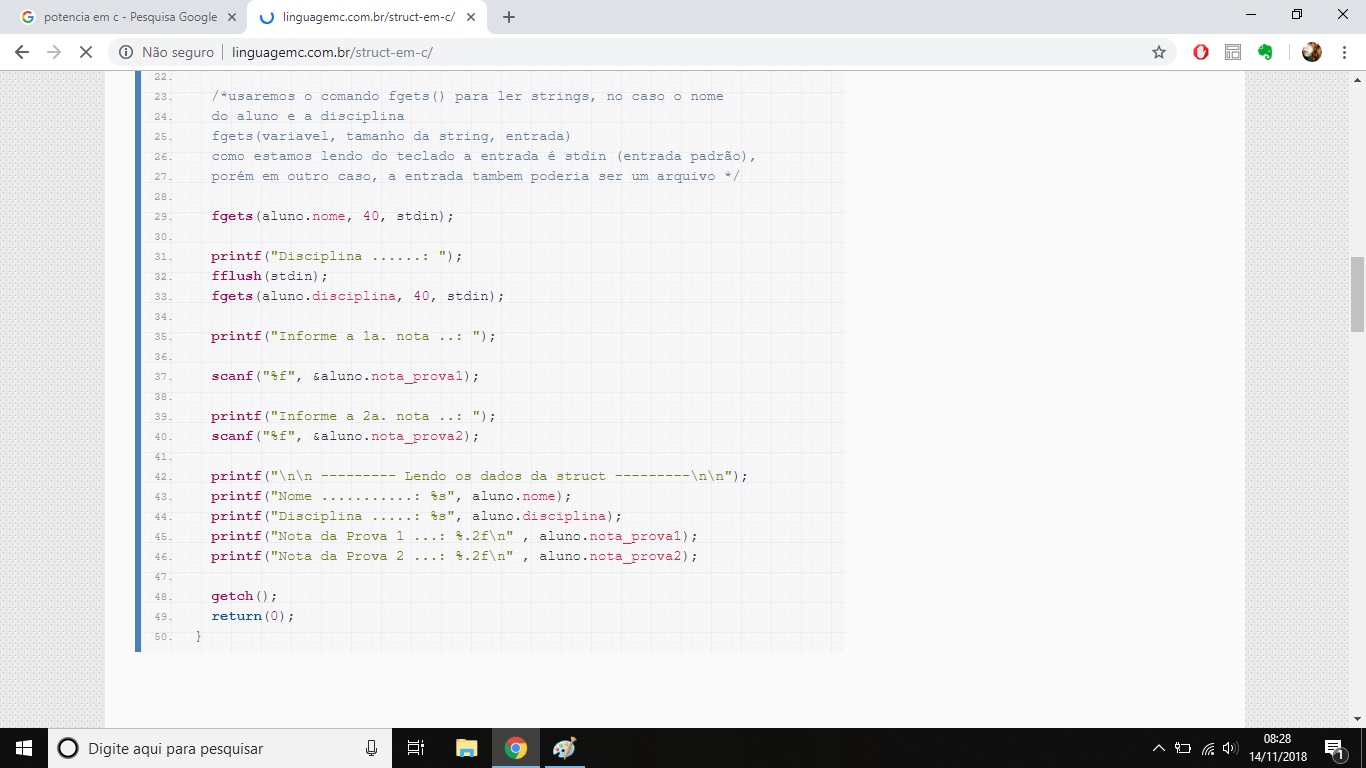 potencia em c - Pesquisa Google
linguagemc.com.br/struct-em-c/
Não seguro
linguagemc.com.br/struct-em-c/
22.
23. /*usaremos o comando fgets() para ler strings, no caso o nome
24. do aluno e a disciplina
25. fgets(variavel, tamanho da string, entrada)
26. como estamos lendo do teclado a entrada é stdin (entrada padrão),
27. porém em outro caso, a entrada tambem poderia ser um arquivo */
28.
29. fgets(aluno.nome, 40, stdin);
30.
31. printf("Disciplina ......: ");
32. fflush(stdin);
33. fgets(aluno.disciplina, 40, stdin);
34.
35. printf("Informe a 1a. nota ..: ");
36.
37. scanf("%f", &aluno.nota_prova1);
38.
39. printf("Informe a 2a. nota ..: ");
40. scanf("%f", &aluno.nota_prova2);
41.
42. printf("\n\n --------- Lendo os dados da struct ---------\n\n");
43. printf("Nome ...........: %s", aluno.nome);
44. printf("Disciplina .....: %s", aluno.disciplina);
45. printf("Nota da Prova 1 ...: %.2f\n" , aluno.nota_prova1);
46. printf("Nota da Prova 2 ...: %.2f\n" , aluno.nota_prova2);
47.
48. getch();
49. return(0);
50. }
Digite aqui para pesquisar
08:28
14/11/2018
1